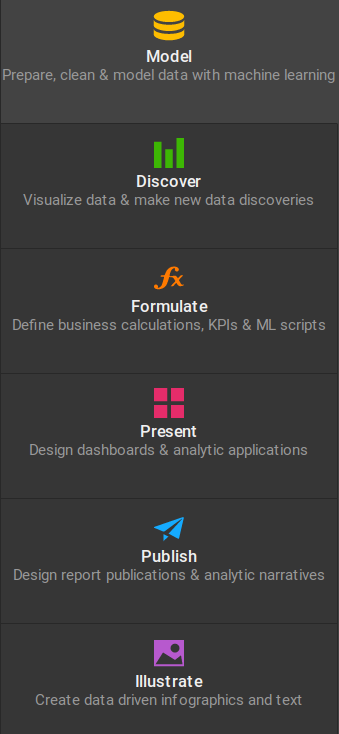 Model
Prepare, clean & model data with machine learning
Discover
Visualize data & make new data discoveries
fx
Formulate
Define business calculations, KPIs & ML scripts
Present
Design dashboards & analytic applications
Publish
Design report publications & analytic narratives
Illustrate
Create data driven infographics and text